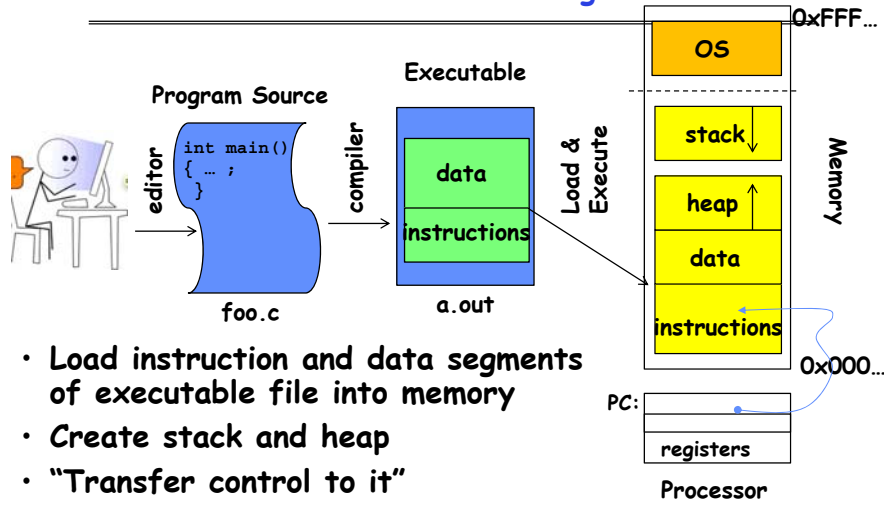 0xFFF…
OS
Executable
Program Source
editor
int main()
{ … ;
}
compiler
data
instructions
Load &
Execute
stack
heap
data
instructions
Memory
foo.c
a.out
0x000…
• Load instruction and data segments
of executable file into memory
• Create stack and heap
• “Transfer control to it”
PC:
registers
Processor